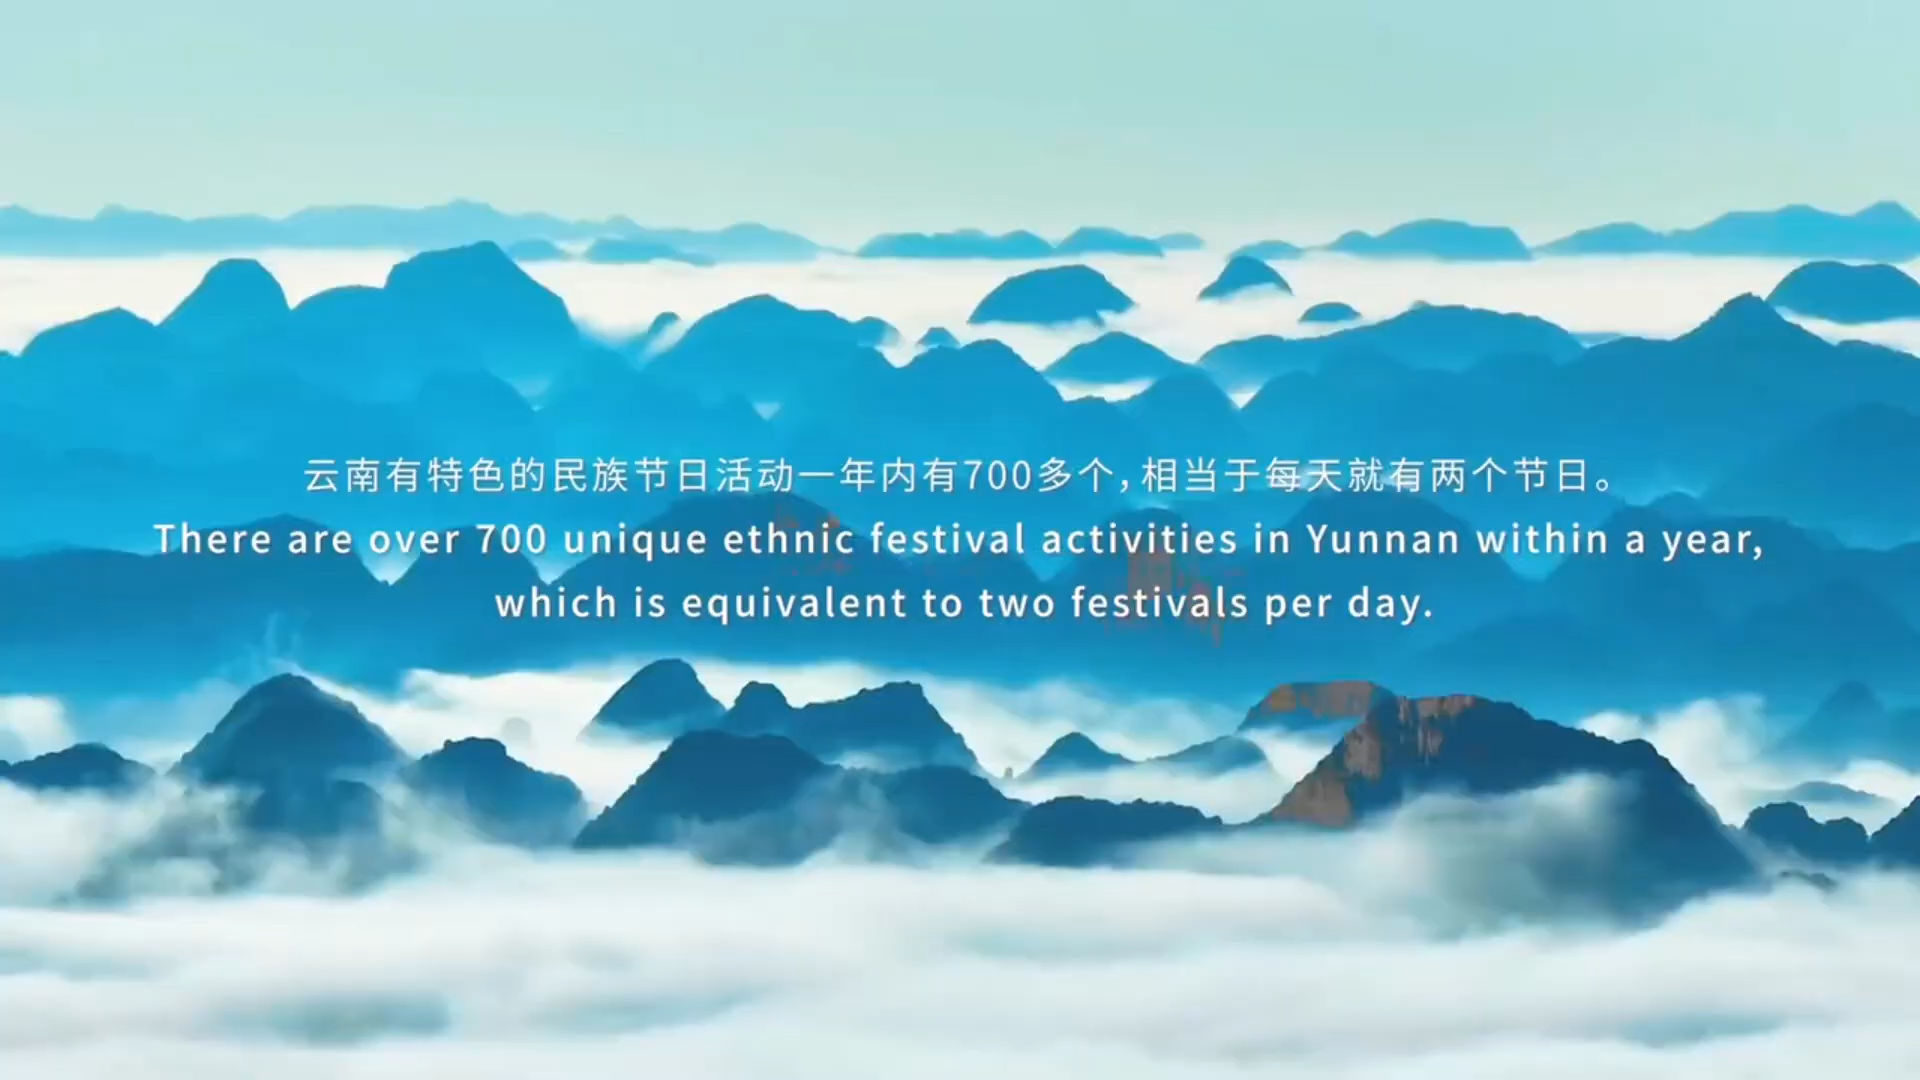 云南有特色的民族节日活动一年内有700多个，相当于每天就有两个节日。
There are over 700 unique ethnic festival activities in Yunnan within a year,
which is equivalent to two festivals per day.